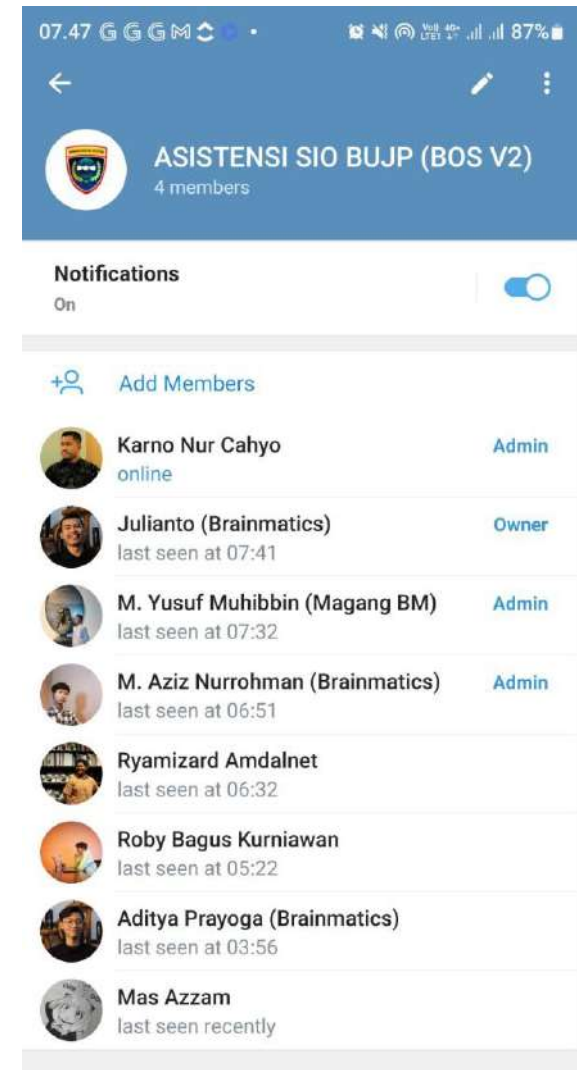 07.47 G G G M
87%
ASISTENSI SIO BUJP (BOS V2)
4 members
Notifications
On
Add Members
Karno Nur Cahyo
Admin
online
Julianto (Brainmatics)
Owner
last seen at 07:41
M. Yusuf Muhibbin (Magang BM)
Admin
last seen at 07:32
M. Aziz Nurrohman (Brainmatics)
Admin
last seen at 06:51
Ryamizard Amdalnet
last seen at 06:32
Roby Bagus Kurniawan
last seen at 05:22
Aditya Prayoga (Brainmatics)
last seen at 03:56
Mas Azzam
last seen recently